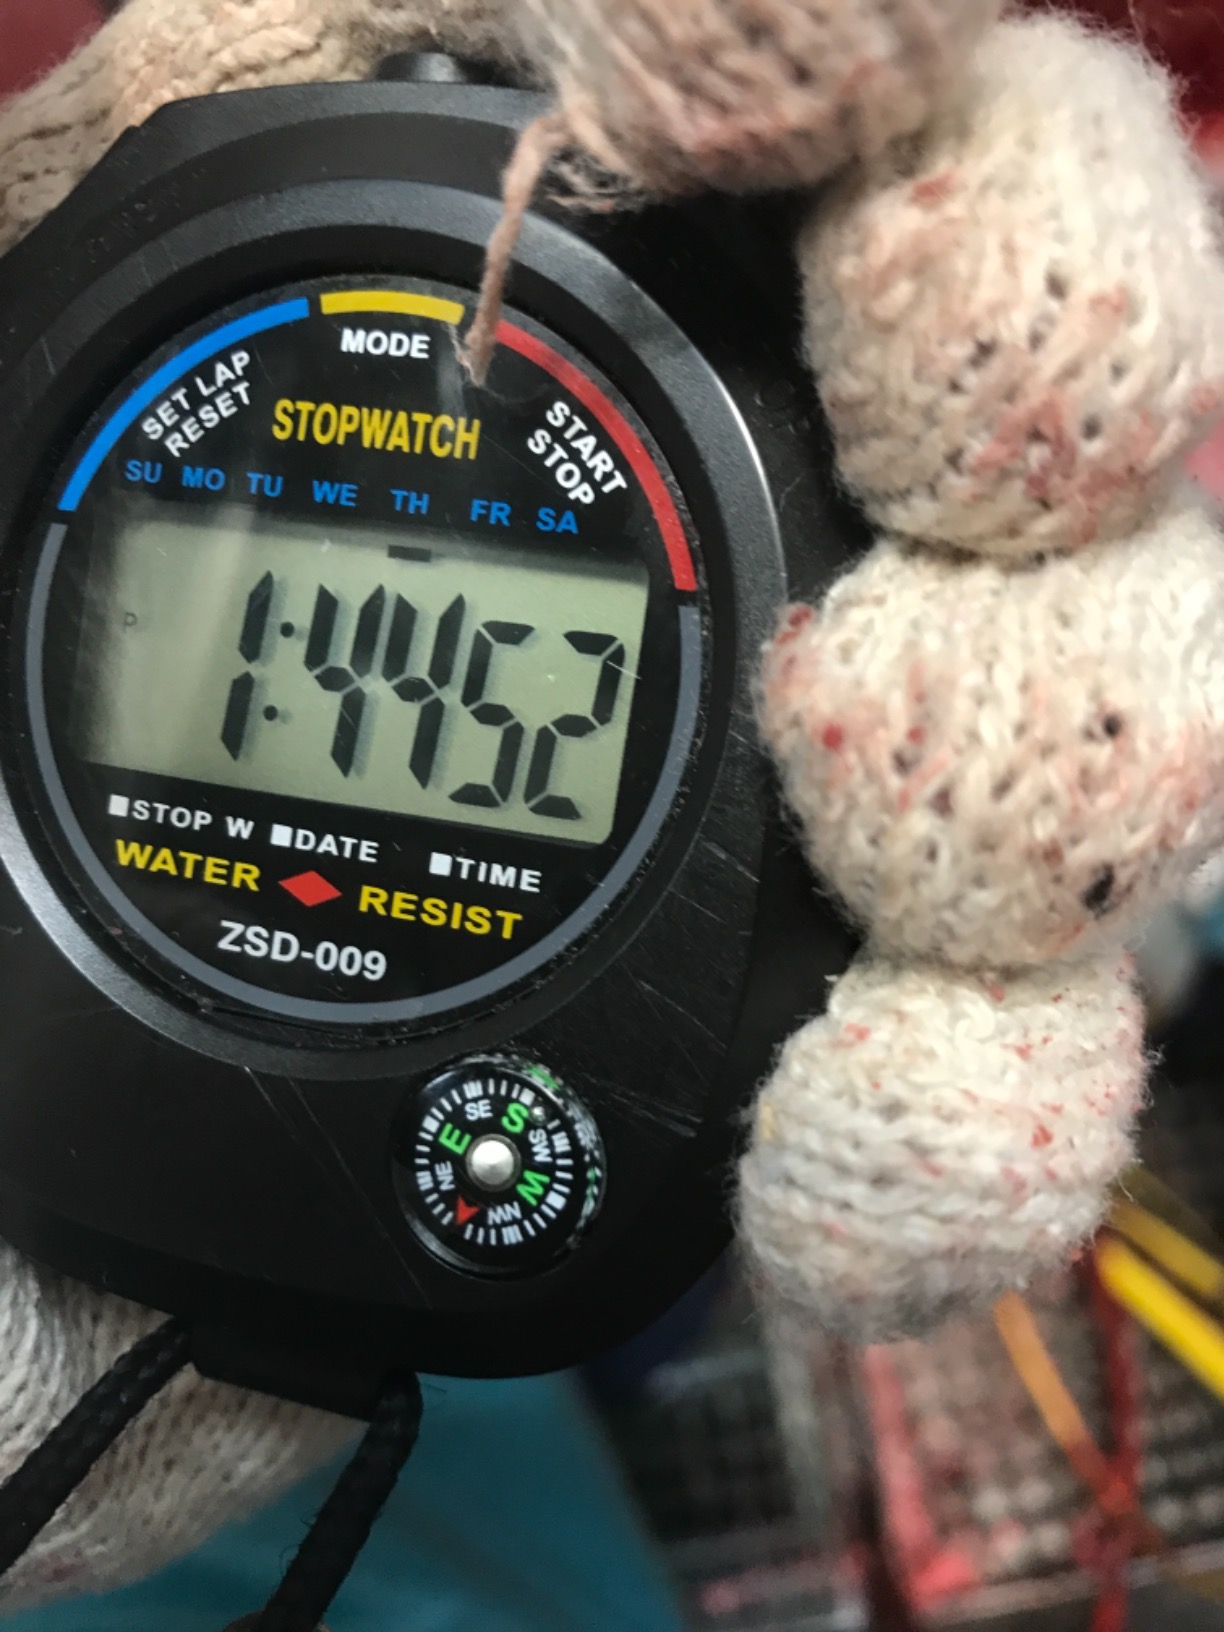 MODE
SET LAP
RESET
START
STOP
STOPWATCH
SU MO TU WE TH FR SA
P
1:44 52
STOP W DATE TIME
WATER RESIST
ZSD-009
S
SE
SW
E
W
NE
NW